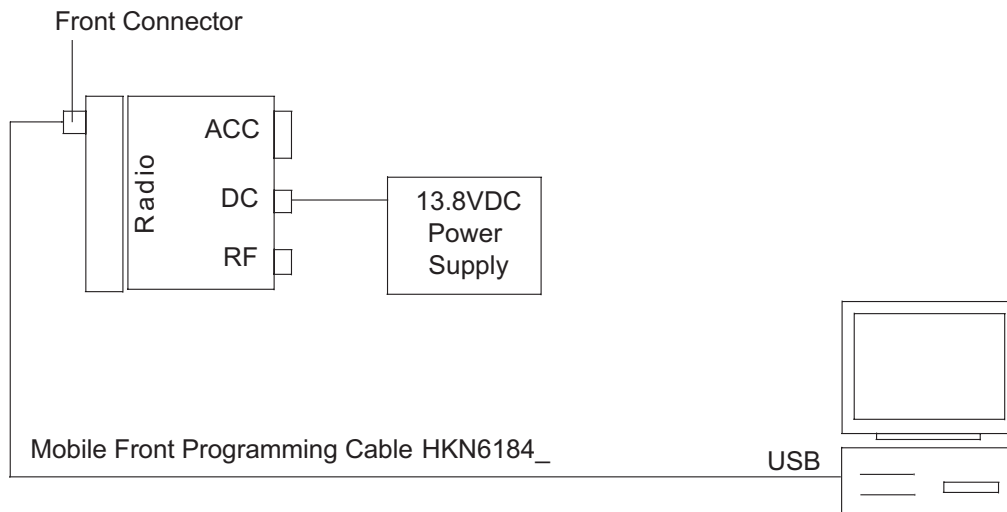 Front Connector
Radio
ACC
DC
RF
13.8VDC
Power
Supply
Mobile Front Programming Cable HKN6184_
USB